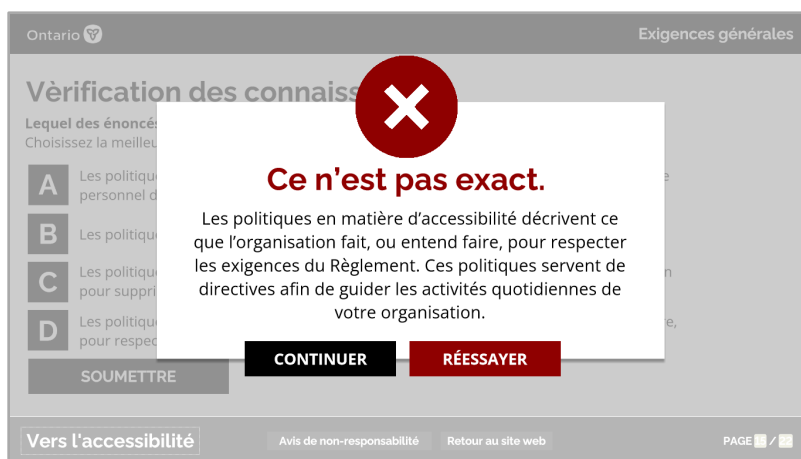 Ontario
Exigences générales
Vèrification des connaiss
Lequel des énoncés
Choisissez la meilleu
A Les politiqu
personnel d
B Les politiqu
C Les politiqu n
pour suppri
D Les politiqu e,
pour respec
Ce n'est pas exact.
Les politiques en matière d'accessibilité décrivent ce
que l'organisation fait, ou entend faire, pour respecter
les exigences du Règlement. Ces politiques servent de
directives afin de guider les activités quotidiennes de
votre organisation.
CONTINUER RÉESSAYER
SOUMETTRE
Vers l'accessibilité Avis de non-responsabilité Retour au site web PAGE 15 / 22